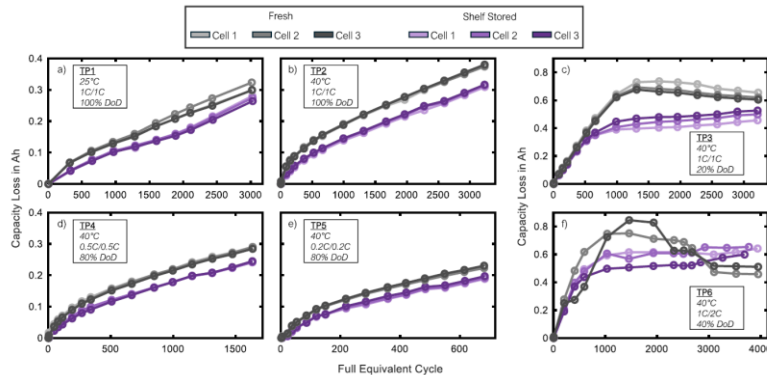 Fresh Shelf Stored
Cell 1 Cell 2 Cell 3 Cell 1 Cell 2 Cell 3
Capacity Loss in Ah
0.4
0.3
0.2
0.1
0
a)
TP1
25°C
1C/1C
100% DoD
0 500 1000 1500 2000 2500 3000
0.4
0.3
0.2
0.1
0
b)
TP2
40°C
1C/1C
100% DoD
0 500 1000 1500 2000 2500 3000
Capacity Loss in Ah
0.8
0.6
0.4
0.2
0
c)
TP3
40°C
1C/1C
20% DoD
0 500 1000 1500 2000 2500 3000
0.4
0.3
0.2
0.1
0
d)
TP4
40°C
0.5C/0.5C
80% DoD
0 500 1000 1500
0.4
0.3
0.2
0.1
0
e)
TP5
40°C
0.2C/0.2C
80% DoD
0 200 400 600
0.8
0.6
0.4
0.2
0
f)
TP6
40°C
1C/2C
40% DoD
0 1000 2000 3000 4000
Full Equivalent Cycle